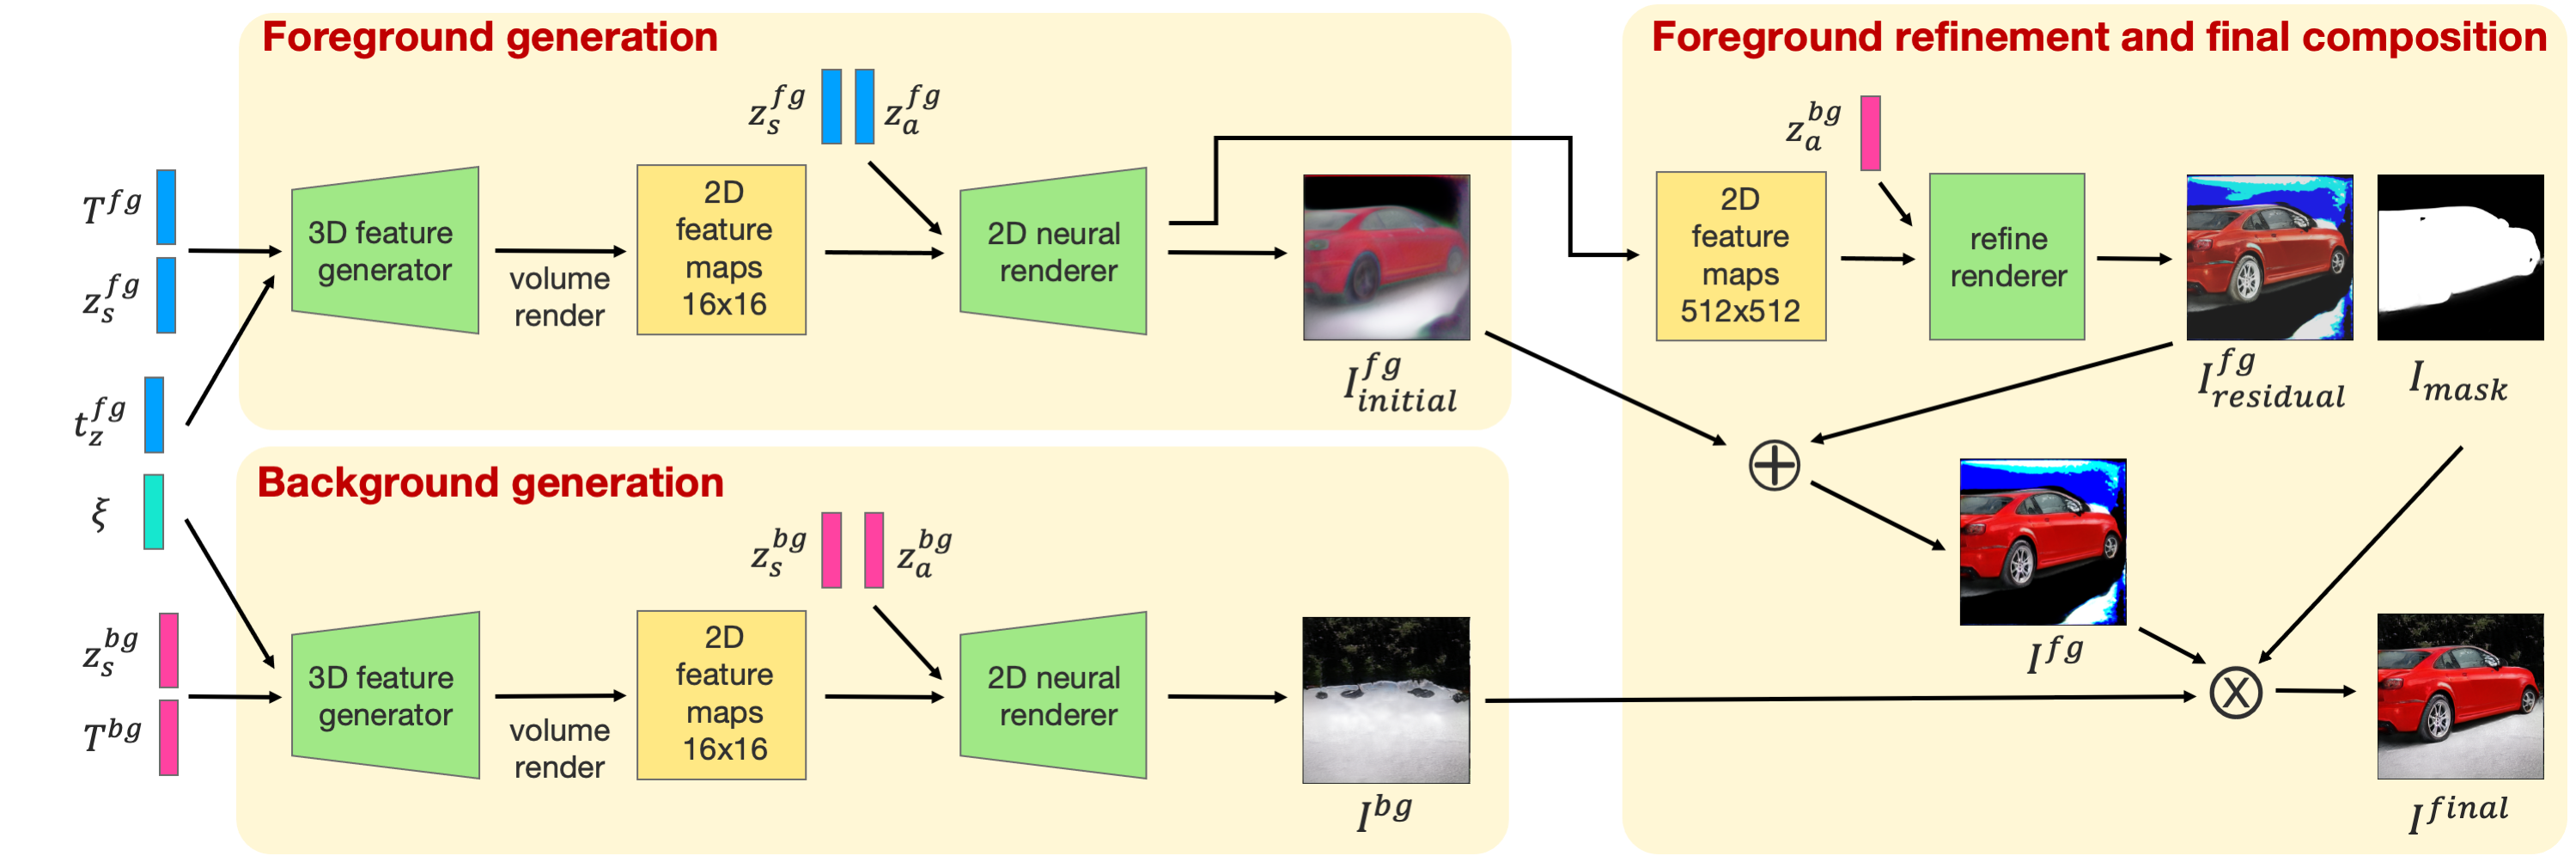 Foreground generation
z_s^{fg}
z_a^{fg}
T^{fg}
z_s^{fg}
t_z^{fg}
ξ
z_s^{bg}
T^{bg}
3D feature
generator
volume
render
2D
feature
maps
16x16
2D neural
renderer
I_{initial}^{fg}
Background generation
z_s^{bg}
z_a^{bg}
3D feature
generator
volume
render
2D
feature
maps
16x16
2D neural
renderer
I^{bg}
Foreground refinement and final composition
z_a^{bg}
2D
feature
maps
512x512
refine
renderer
I_{residual}^{fg}
I_{mask}
+
I^{fg}
X
I^{final}